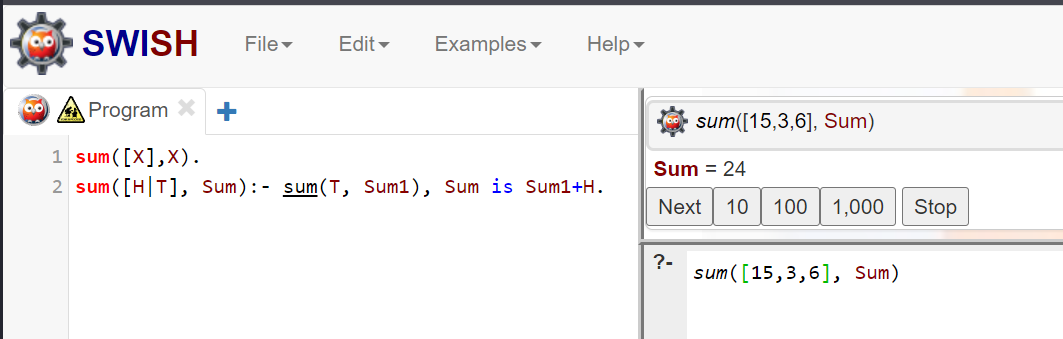 SWISH File Edit Examples Help
Program
1 sum([X],X).
2 sum([H|T], Sum):- sum(T, Sum1), Sum is Sum1+H.
sum([15,3,6], Sum)
Sum = 24
Next 10 100 1,000 Stop
?- sum([15,3,6], Sum)